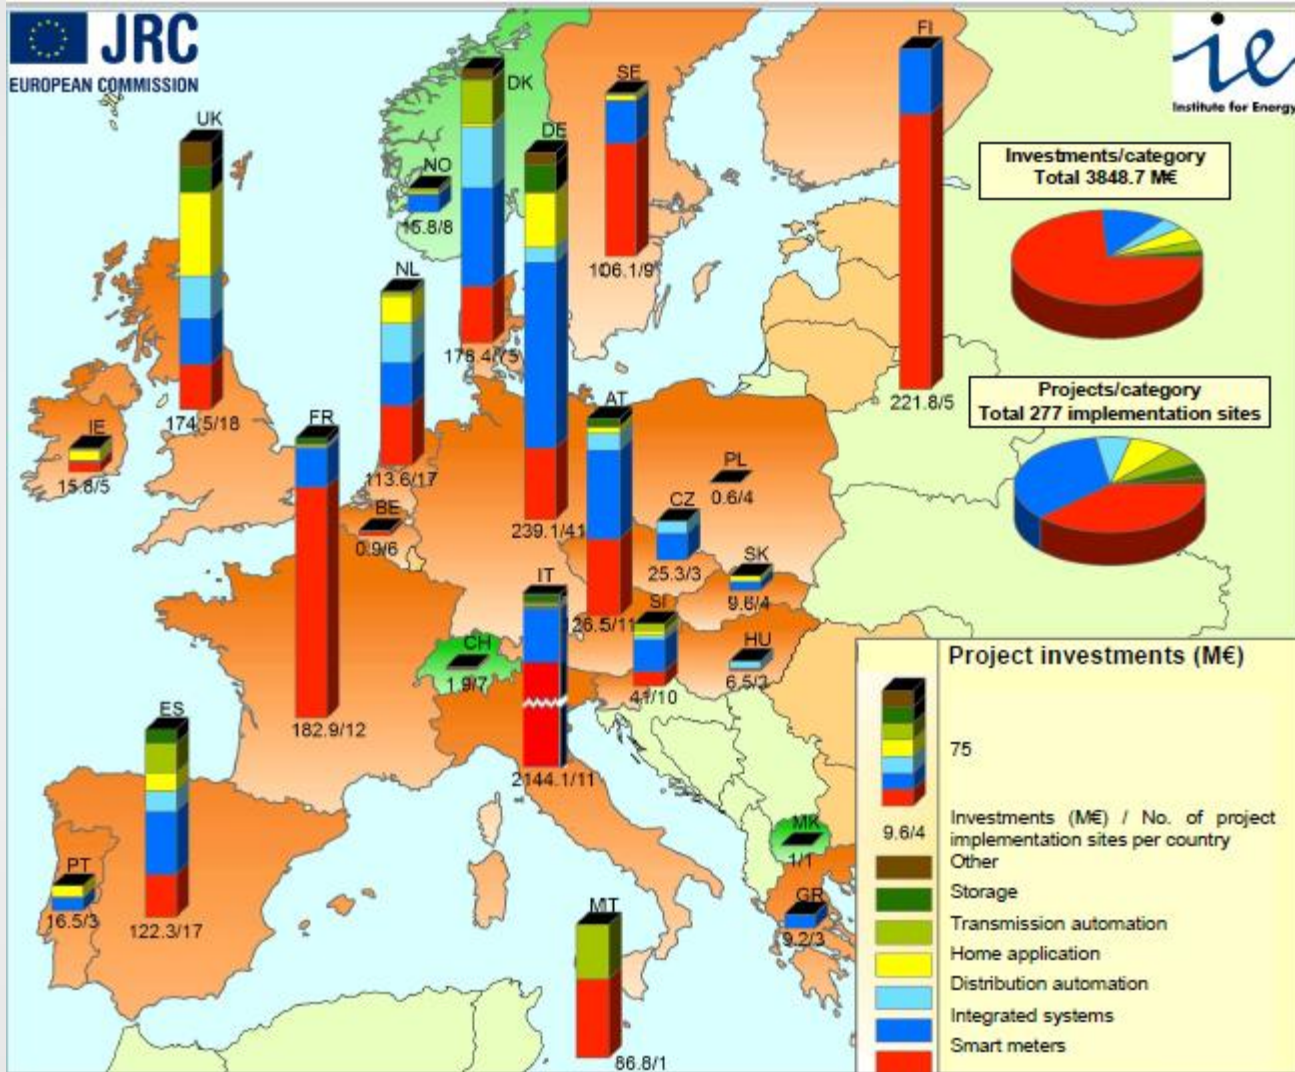 JRC
EUROPEAN COMMISSION
ie
Institute for Energy
FI
DK
SE
UK
DE
NO
15.8/8
Investments/category
Total 3848.7 M€
106.1/9
NL
178.4/75
Projects/category
Total 277 implementation sites
221.8/5
AT
174.5/18
FR
IE
15.8/5
113.6/17
PL
0.6/4
BE
0.9/6
239.1/41
CZ
25.3/3
SK
9.6/4
IT
SI
126.5/11
HU
6.5/3
CH
1.9/7
41/10
182.9/12
ES
2144.1/11
MK
1/1
PT
16.5/3
122.3/17
MT
GR
9.2/3
86.8/1
Project investments (M€)
75
9.6/4
Investments (M€) / No. of project
implementation sites per country
Other
Storage
Transmission automation
Home application
Distribution automation
Integrated systems
Smart meters